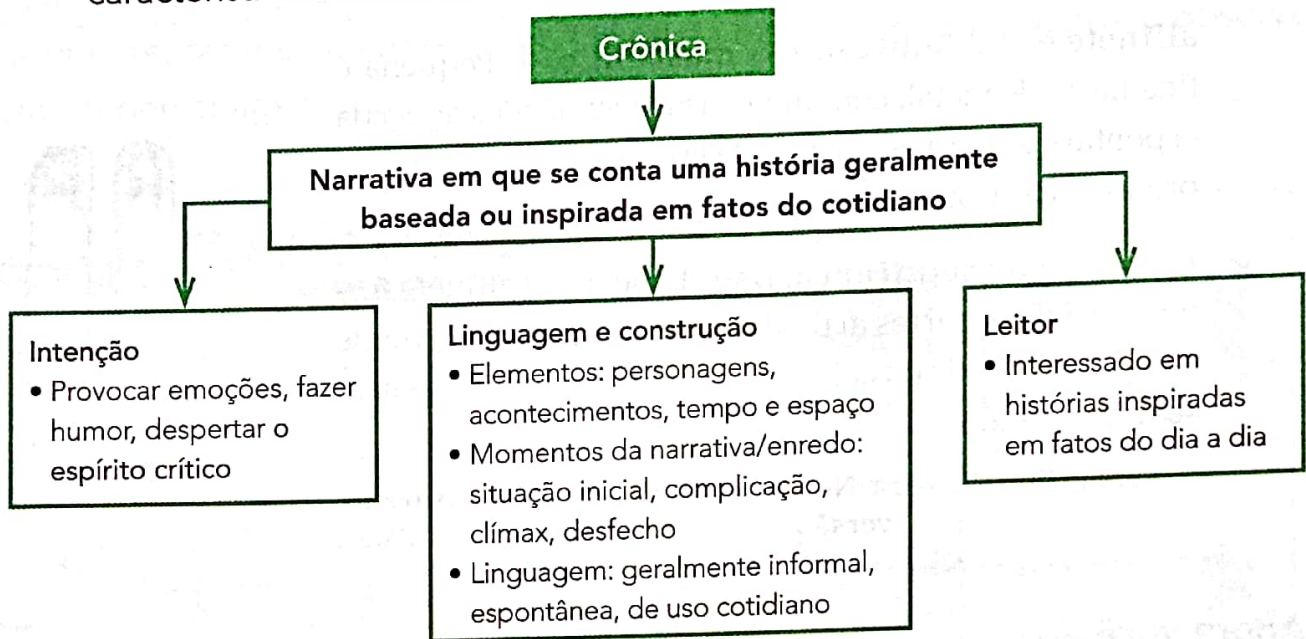 Crônica
Narrativa em que se conta uma história geralmente
baseada ou inspirada em fatos do cotidiano
Intenção
• Provocar emoções, fazer
humor, despertar o
espírito crítico
Linguagem e construção
• Elementos: personagens,
acontecimentos, tempo e espaço
• Momentos da narrativa/enredo:
situação inicial, complicação,
clímax, desfecho
• Linguagem: geralmente informal,
espontânea, de uso cotidiano
Leitor
• Interessado em
histórias inspiradas
em fatos do dia a dia